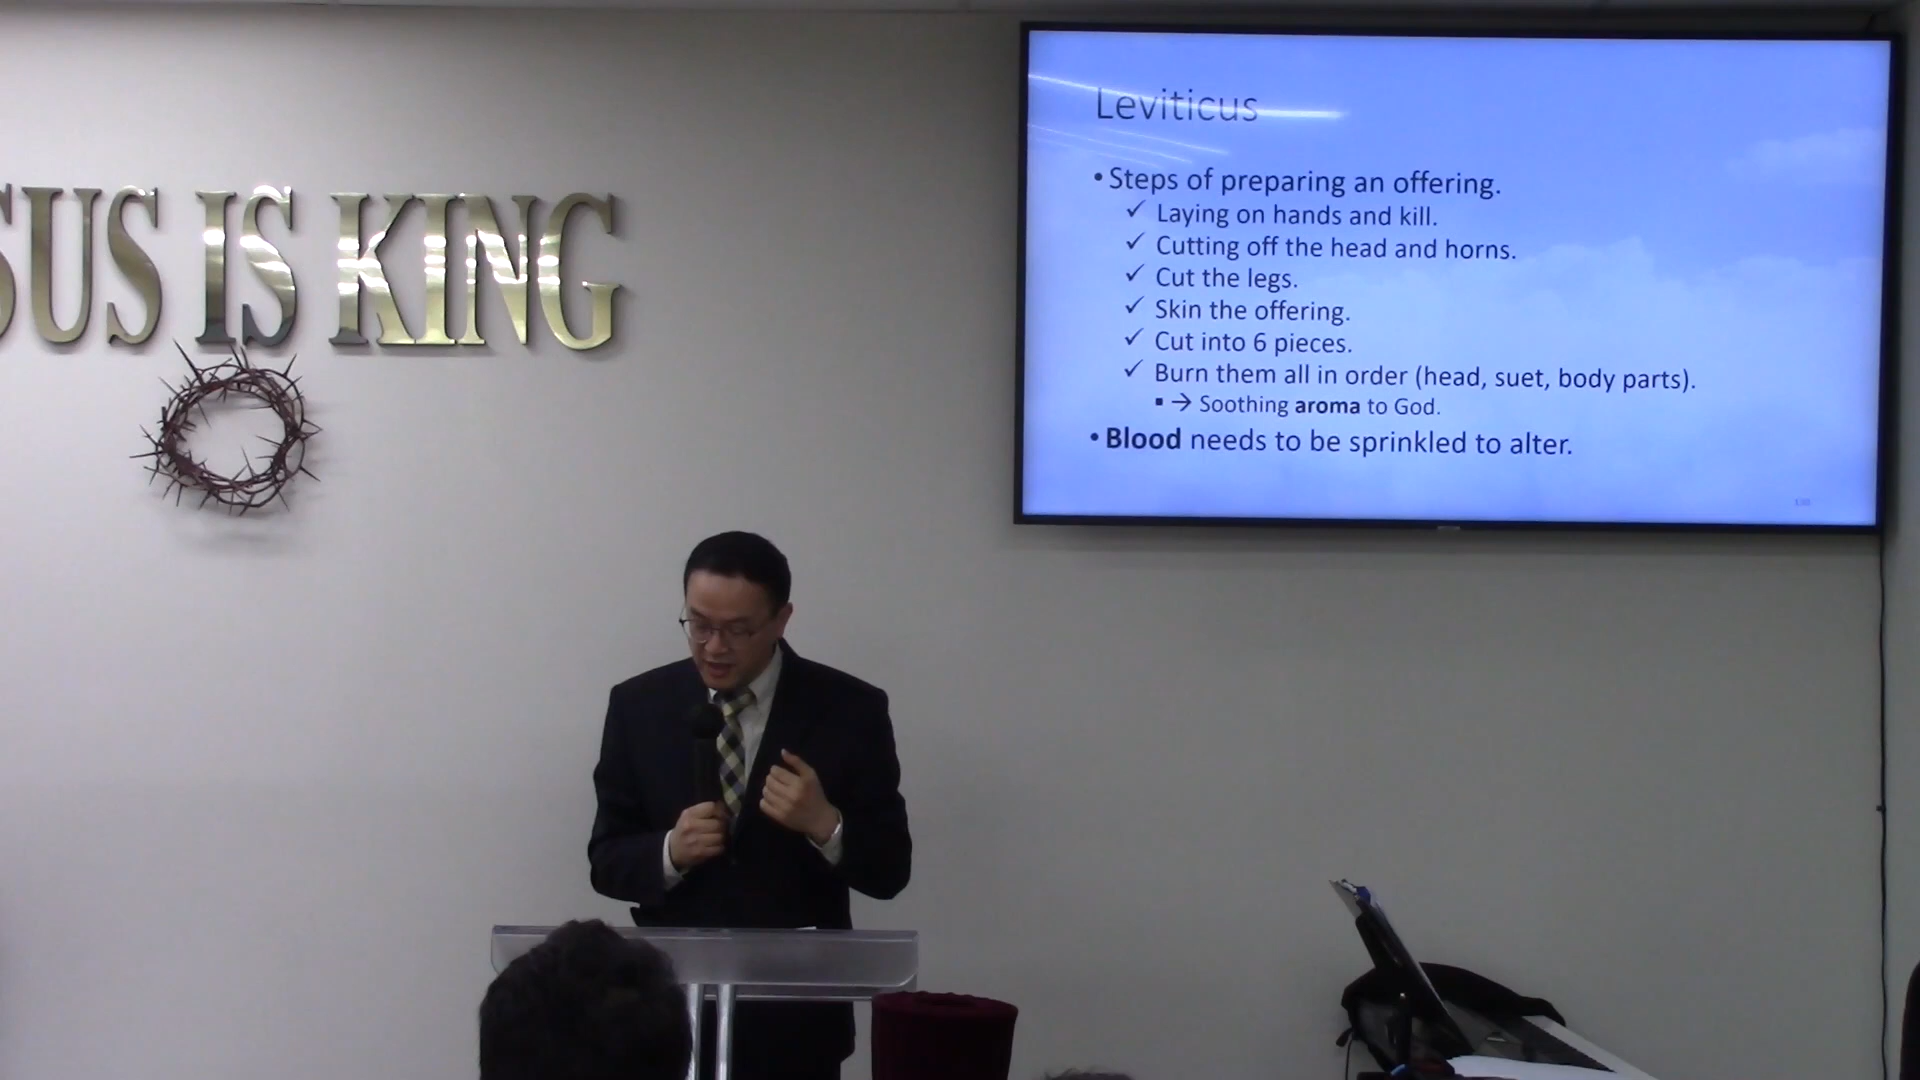 SUS IS KING
Leviticus
• Steps of preparing an offering.
✓ Laying on hands and kill.
✓ Cutting off the head and horns.
✓ Cut the legs.
✓ Skin the offering.
✓ Cut into 6 pieces.
✓ Burn them all in order (head, suet, body parts).
▪ → Soothing aroma to God.
• Blood needs to be sprinkled to alter.